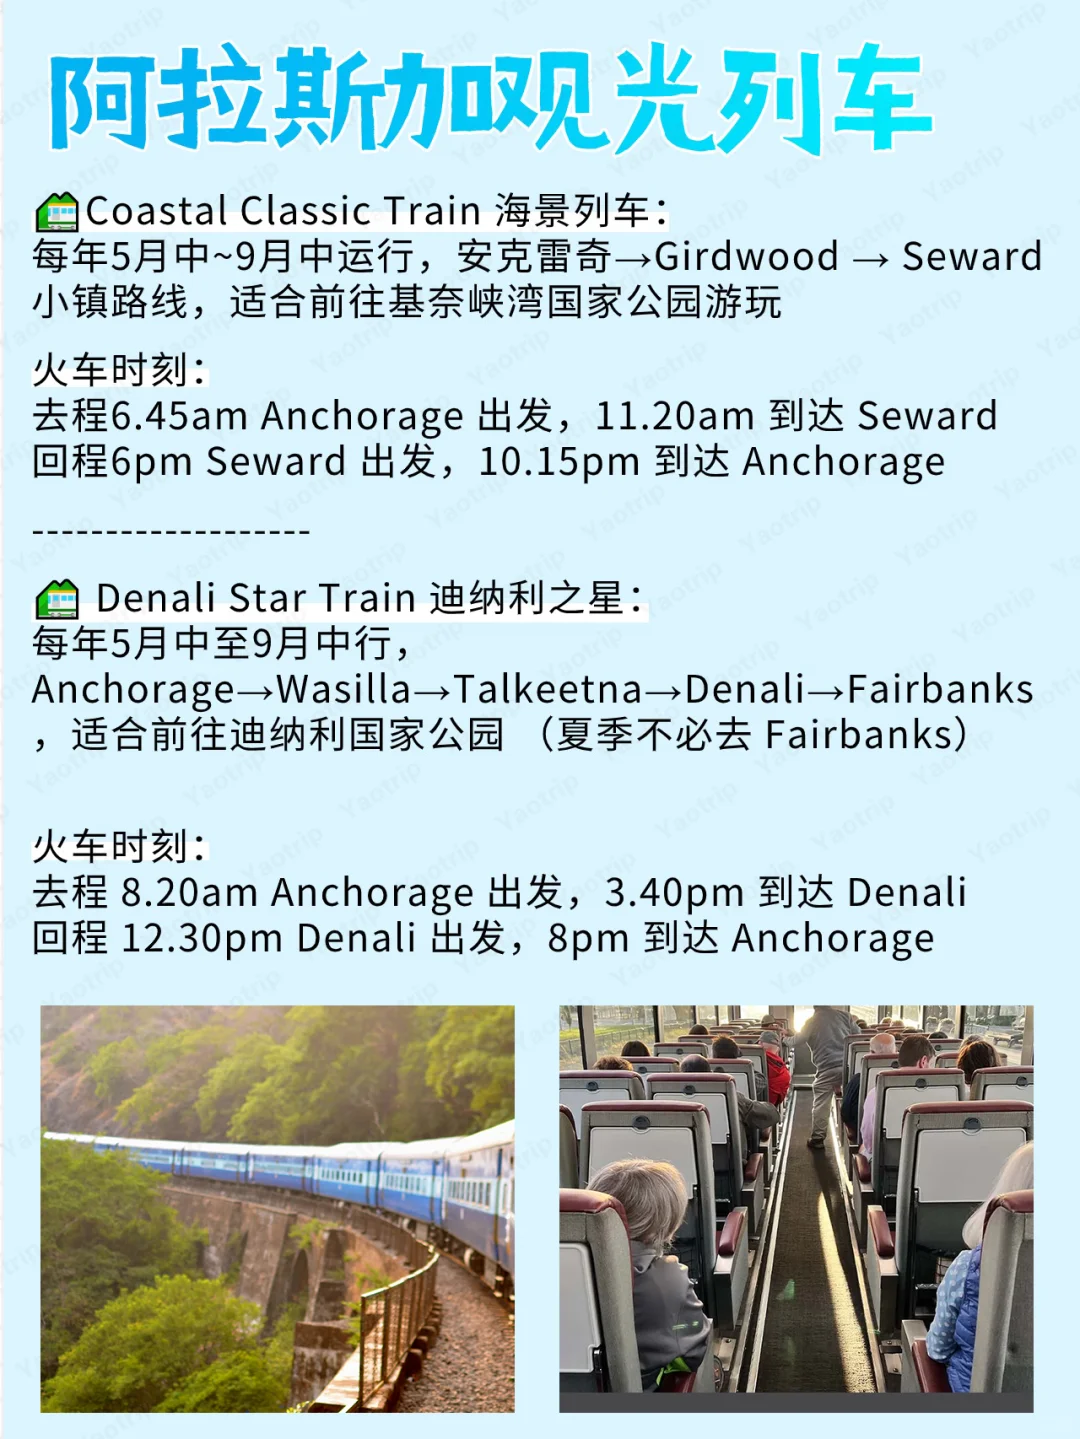 阿拉斯加观光列车
Coastal Classic Train 海景列车：
每年5月中~9月中运行，安克雷奇→Girdwood → Seward
小镇路线，适合前往基奈峡湾国家公园游玩
火车时刻：
去程6.45am Anchorage 出发，11.20am 到达 Seward
回程6pm Seward 出发，10.15pm 到达 Anchorage
-------------------
Denali Star Train 迪纳利之星：
每年5月中至9月中行，
Anchorage→Wasilla→Talkeetna→Denali→Fairbanks
，适合前往迪纳利国家公园 （夏季不必去 Fairbanks）
火车时刻：
去程 8.20am Anchorage 出发，3.40pm 到达 Denali
回程 12.30pm Denali 出发，8pm 到达 Anchorage
Yaotrip